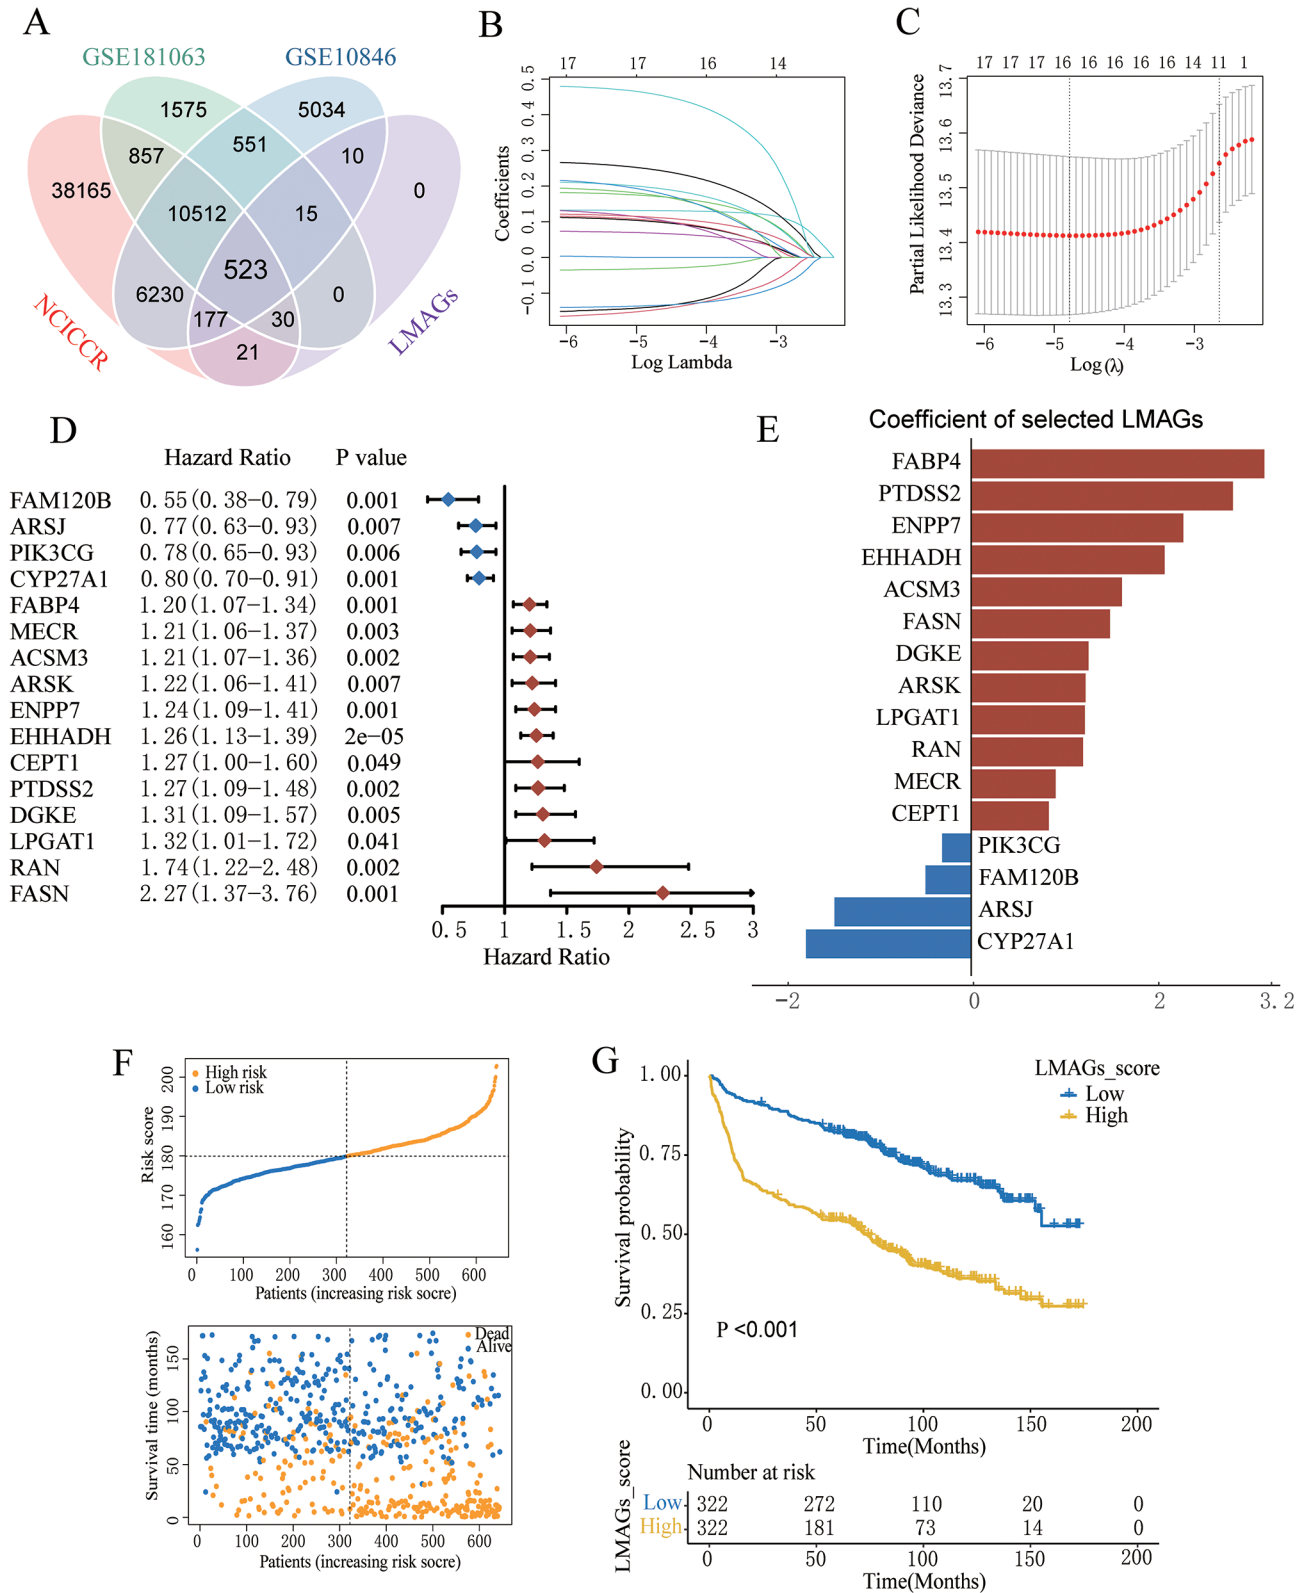 A
GSE181063
GSE10846
1575
5034
857
551
10
38165
10512
15
0
523
6230
177
30
0
21
NCICCR
LMAGs
B
17 17 16 14
0.5
0.4
0.3
0.2
0.1
0.0
−0.1
Coefficients
−6 −5 −4 −3
Log Lambda
C
17 17 17 16 16 16 16 16 14 11 1
13.7
13.6
13.5
13.4
13.3
Partial Likelihood Deviance
−6 −5 −4 −3
Log(λ)
D
Hazard Ratio P value
FAM120B 0.55(0.38−0.79) 0.001
ARSJ 0.77(0.63−0.93) 0.007
PIK3CG 0.78(0.65−0.93) 0.006
CYP27A1 0.80(0.70−0.91) 0.001
FABP4 1.20(1.07−1.34) 0.001
MECR 1.21(1.06−1.37) 0.003
ACSM3 1.21(1.07−1.36) 0.002
ARSK 1.22(1.06−1.41) 0.007
ENPP7 1.24(1.09−1.41) 0.001
EHHADH 1.26(1.13−1.39) 2e−05
CEPT1 1.27(1.00−1.60) 0.049
PTDSS2 1.27(1.09−1.48) 0.002
DGKE 1.31(1.09−1.57) 0.005
LPGAT1 1.32(1.01−1.72) 0.041
RAN 1.74(1.22−2.48) 0.002
FASN 2.27(1.37−3.76) 0.001
0.5 1 1.5 2 2.5 3
Hazard Ratio
E
Coefficient of selected LMAGs
FABP4
PTDSS2
ENPP7
EHHADH
ACSM3
FASN
DGKE
ARSK
LPGAT1
RAN
MECR
CEPT1
PIK3CG
FAM120B
ARSJ
CYP27A1
−2 0 2 3.2
F
High risk
Low risk
200
190
180
170
160
Risk score
0 100 200 300 400 500 600
Patients (increasing risk socre)
Dead
Alive
150
100
50
0
Survival time (months)
0 100 200 300 400 500 600
Patients (increasing risk socre)
G
LMAGs_score
Low
High
1.00
0.75
0.50
0.25
0.00
Survival probability
P <0.001
0 50 100 150 200
Time(Months)
Number at risk
LMAGs_score
Low 322 272 110 20 0
High 322 181 73 14 0
0 50 100 150 200
Time(Months)